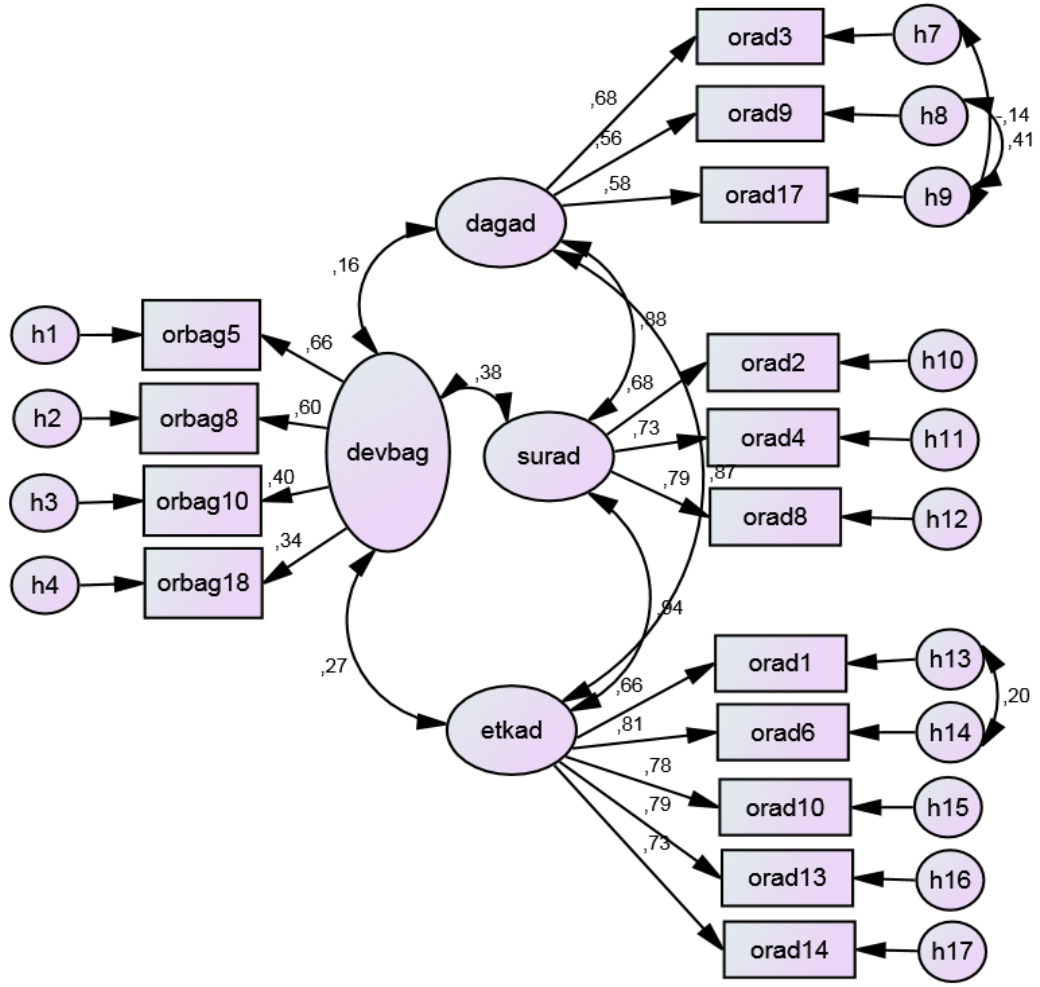 orad3
h7
,68
orad9
h8
-,14
,56
,41
,58
orad17
h9
dagad
,16
h1
orbag5
,66
,88
orad2
h10
,38
,68
h2
orbag8
,60
,73
orad4
h11
devbag
surad
,87
,40
,79
h3
orbag10
orad8
h12
,34
h4
orbag18
,94
,27
,66
orad1
h13
,20
etkad
,81
orad6
h14
,78
,79
orad10
h15
,73
orad13
h16
orad14
h17